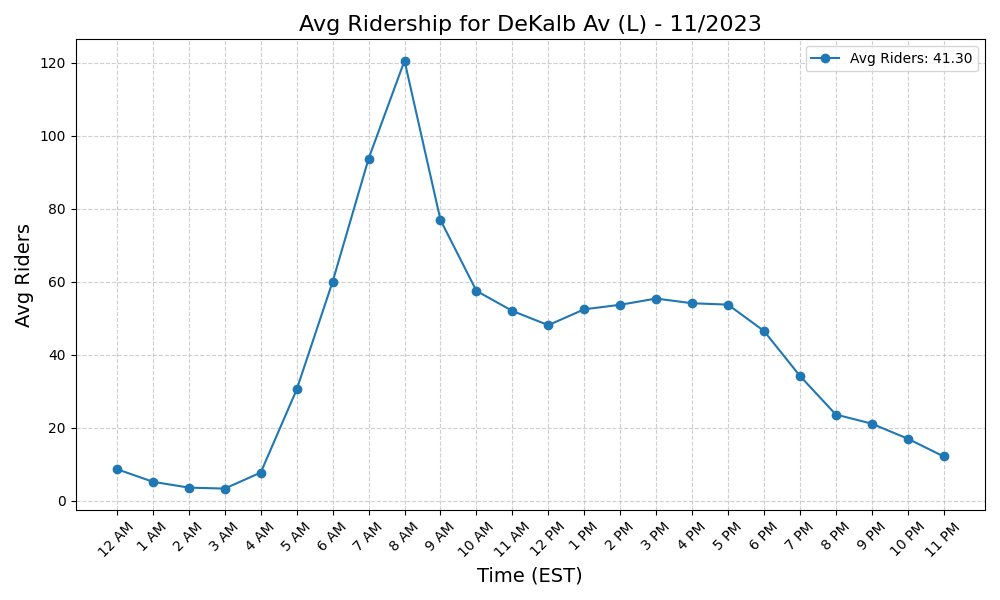 Avg Ridership for DeKalb Av (L) - 11/2023
Avg Riders: 41.30
120
100
80
60
40
20
0
Avg Riders
12 AM
1 AM
2 AM
3 AM
4 AM
5 AM
6 AM
7 AM
8 AM
9 AM
10 AM
11 AM
12 PM
1 PM
2 PM
3 PM
4 PM
5 PM
6 PM
7 PM
8 PM
9 PM
10 PM
11 PM
Time (EST)